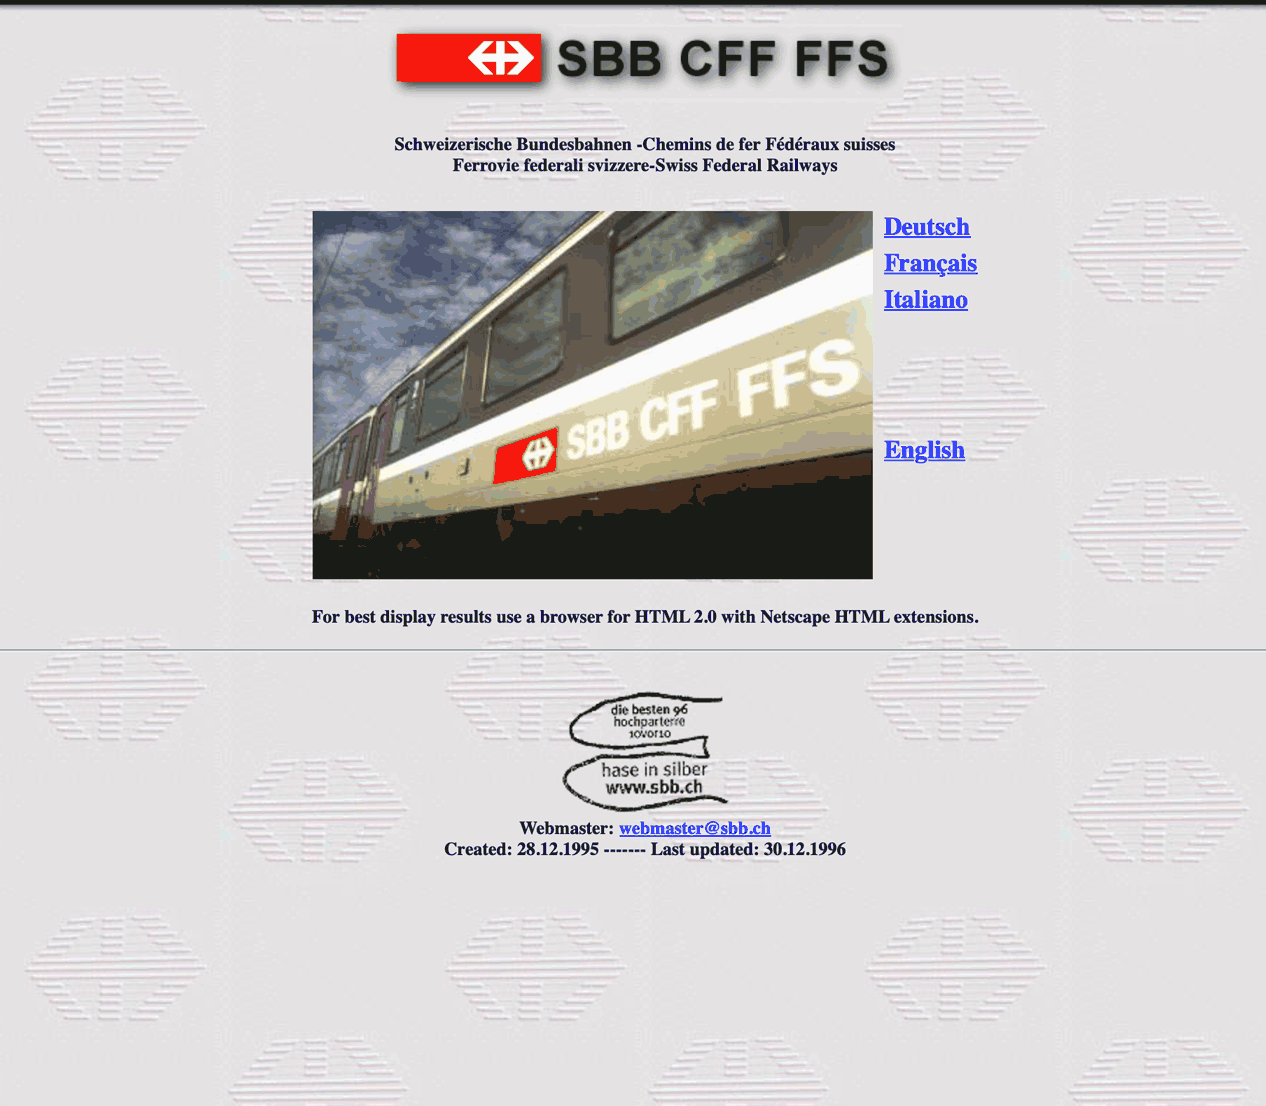 SBB CFF FFS
Schweizerische Bundesbahnen -Chemins de fer Fédéraux suisses
Ferrovie federali svizzere-Swiss Federal Railways
Deutsch
Français
Italiano
SBB CFF FFS
English
For best display results use a browser for HTML 2.0 with Netscape HTML extensions.
die besten 96
hochparterre
10vor10
hase in silber
www.sbb.ch
Webmaster: webmaster@sbb.ch
Created: 28.12.1995 ------- Last updated: 30.12.1996